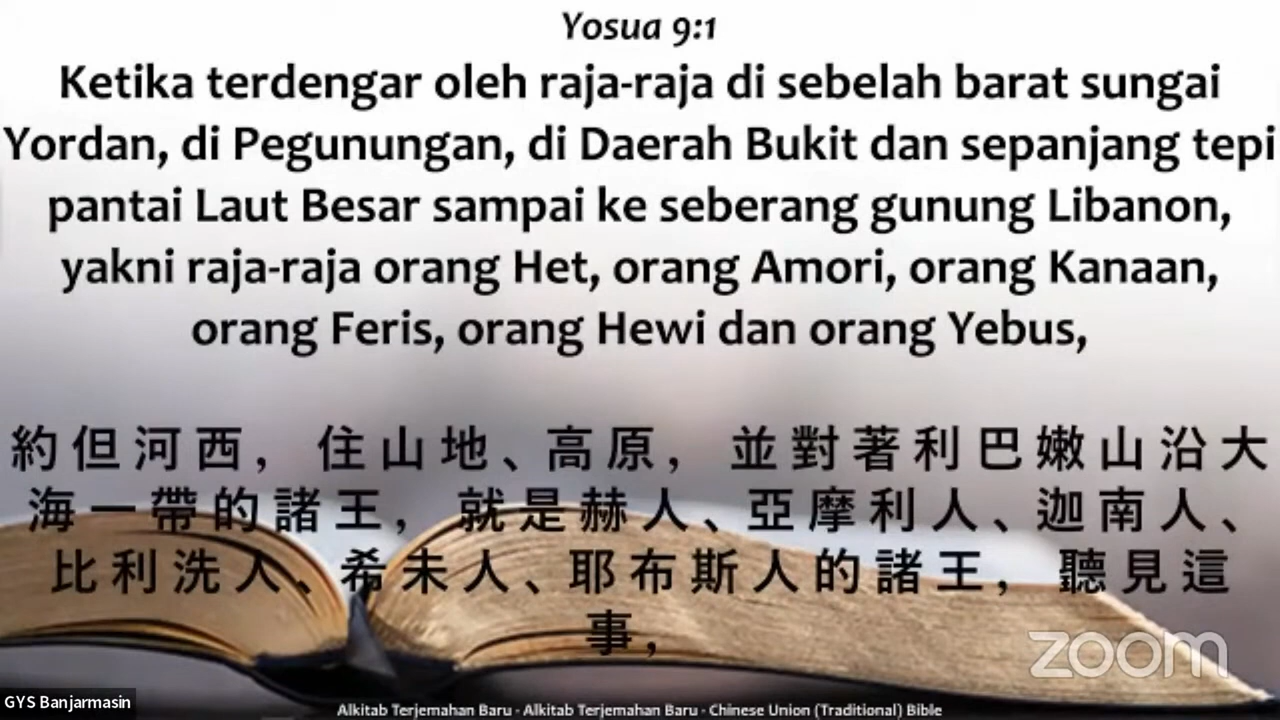 Yosua 9:1
Ketika terdengar oleh raja-raja di sebelah barat sungai
Yordan, di Pegunungan, di Daerah Bukit dan sepanjang tepi
pantai Laut Besar sampai ke seberang gunung Libanon,
yakni raja-raja orang Het, orang Amori, orang Kanaan,
orang Feris, orang Hewi dan orang Yebus,
約但河西，住山地、高原，並對著利巴嫩山沿大
海一帶的諸王，就是赫人、亞摩利人、迦南人、
比利洗人、希未人、耶布斯人的諸王，聽見這
事，
zoom
GYS Banjarmasin
Alkitab Terjemahan Baru - Alkitab Terjemahan Baru - Chinese Union (Traditional) Bible